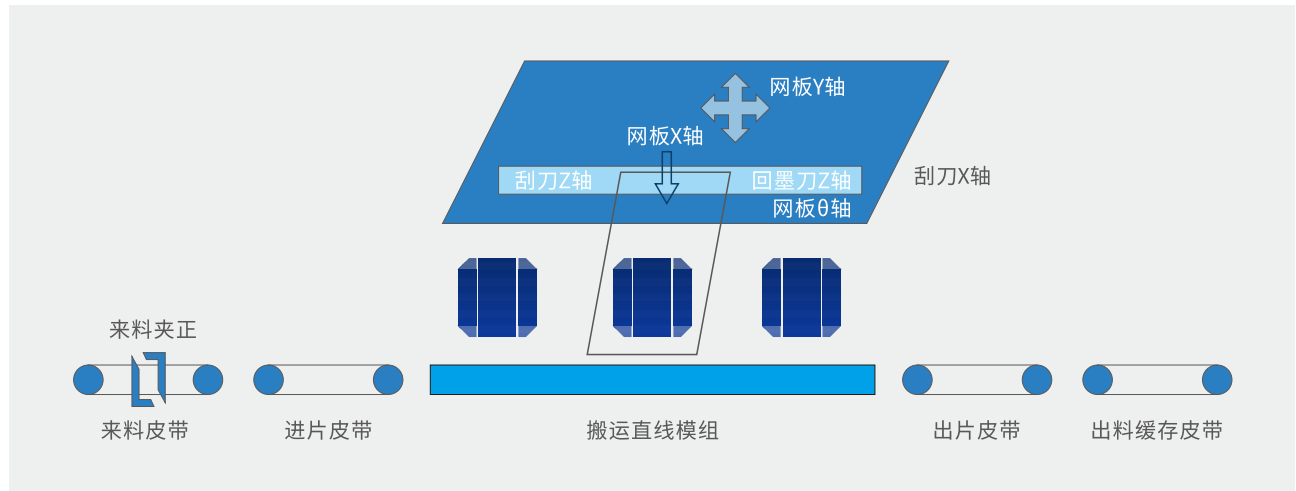 网板Y轴
网板X轴
刮刀Z轴
回墨刀Z轴
刮刀X轴
网板θ轴
来料夹正
来料皮带
进片皮带
搬运直线模组
出片皮带
出料缓存皮带